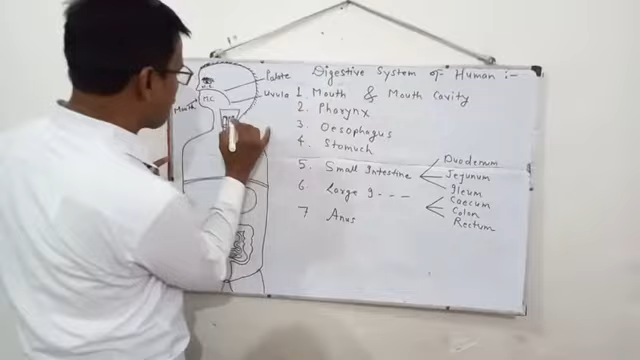 Digestive System of Human :-
1 Mouth & Mouth Cavity
2. Pharynx
3. Oesophagus
4. Stomuch
5. Small Intestine
Duodenum
Jejunum
Ileum
6. Large I - - -
Caecum
Colon
Rectum
7 Anus
Palate
Uvula
N.C
M.C
Mouth